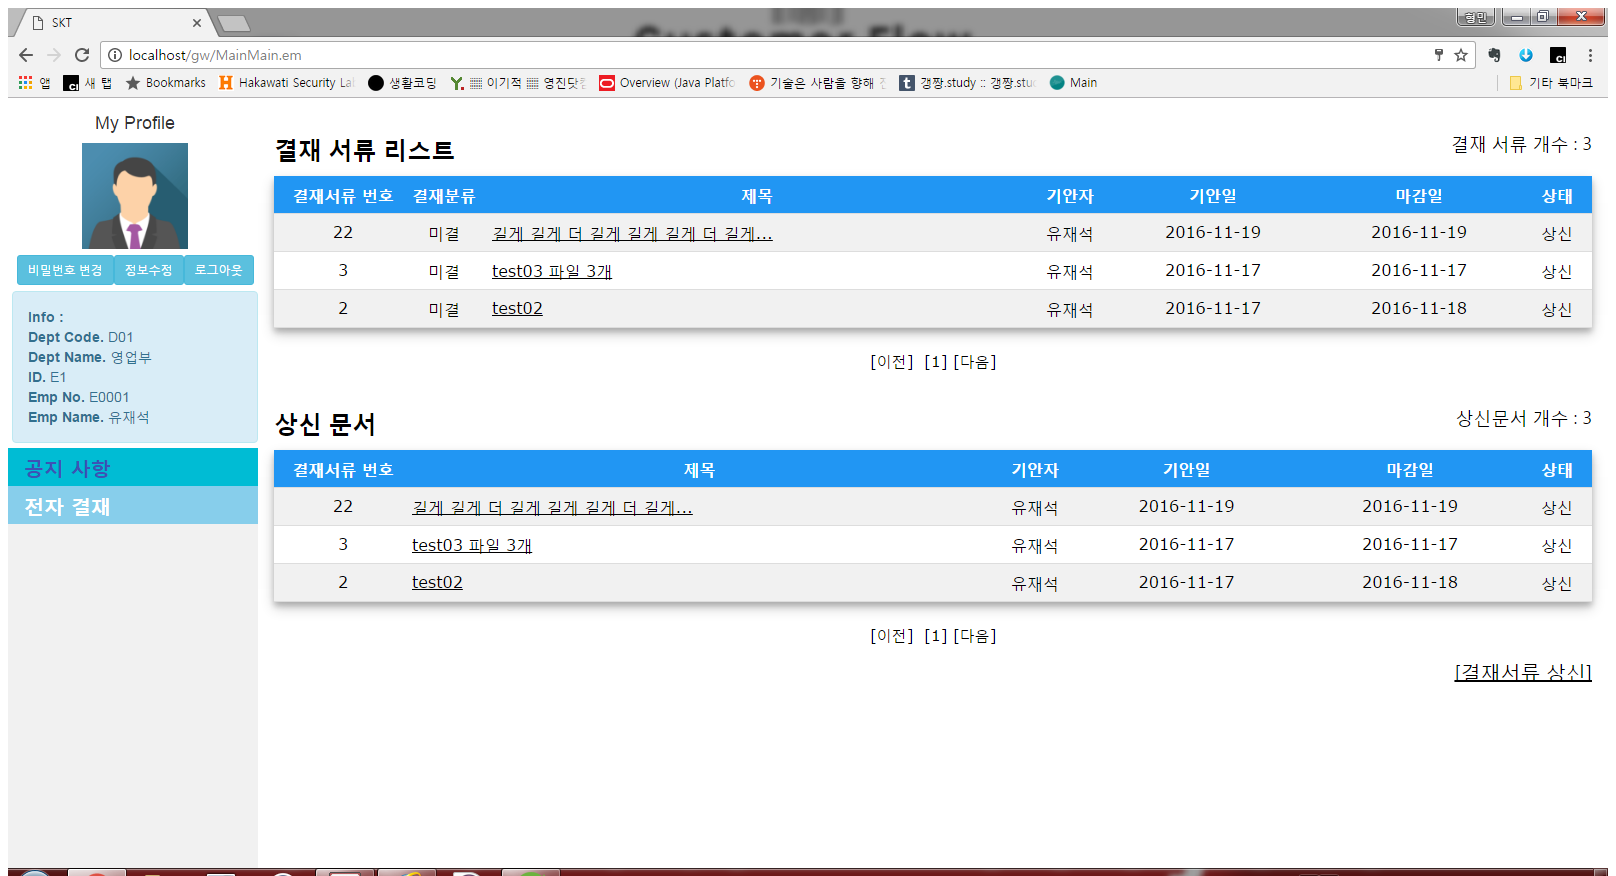 SKT
형민
localhost/gw/MainMain.em
앱 새 탭 Bookmarks Hakawati Security La 생활코딩 이기적 영진닷 Overview (Java Platfo 기술은 사람을 향해 갱짱.study :: 갱짱.stu Main 기타 북마크
My Profile
비밀번호 변경 정보수정 로그아웃
Info :
Dept Code. D01
Dept Name. 영업부
ID. E1
Emp No. E0001
Emp Name. 유재석
공지 사항
전자 결재
결재 서류 리스트 결재 서류 개수 : 3
결재서류 번호 결재분류 제목 기안자 기안일 마감일 상태
22 미결 길게 길게 더 길게 길게 길게 더 길게... 유재석 2016-11-19 2016-11-19 상신
3 미결 test03 파일 3개 유재석 2016-11-17 2016-11-17 상신
2 미결 test02 유재석 2016-11-17 2016-11-18 상신
[이전] [1] [다음]
상신 문서 상신문서 개수 : 3
결재서류 번호 제목 기안자 기안일 마감일 상태
22 길게 길게 더 길게 길게 길게 더 길게... 유재석 2016-11-19 2016-11-19 상신
3 test03 파일 3개 유재석 2016-11-17 2016-11-17 상신
2 test02 유재석 2016-11-17 2016-11-18 상신
[이전] [1] [다음]
[결재서류 상신]